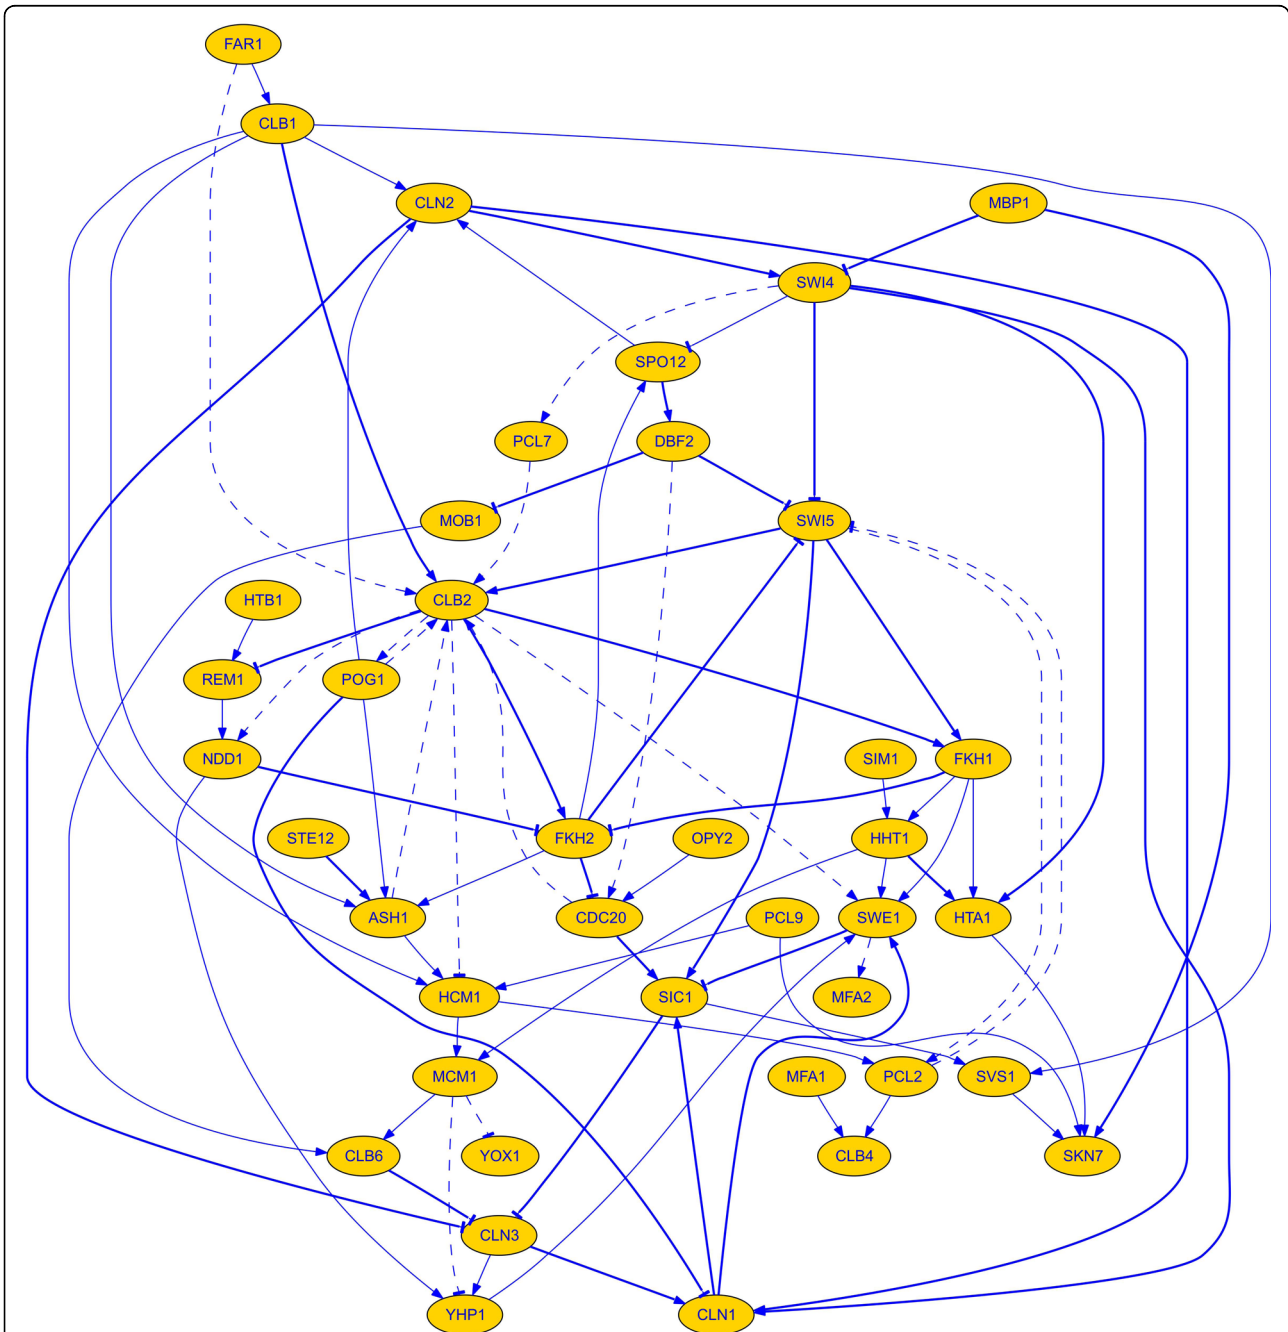 FAR1
CLB1
CLN2
MBP1
SWI4
SPO12
PCL7
DBF2
MOB1
SWI5
HTB1
CLB2
REM1
POG1
NDD1
SIM1
FKH1
STE12
FKH2
OPY2
HHT1
ASH1
CDC20
PCL9
SWE1
HTA1
HCM1
SIC1
MFA2
MCM1
MFA1
PCL2
SVS1
CLB6
YOX1
CLB4
SKN7
CLN3
YHP1
CLN1